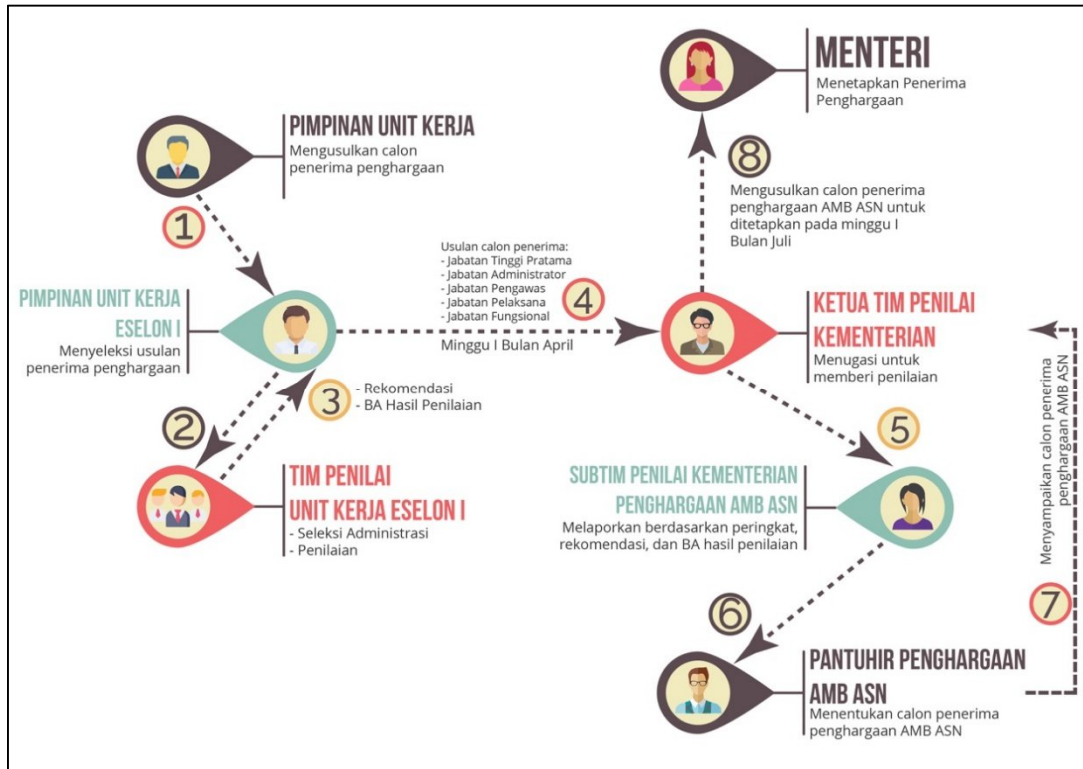 PIMPINAN UNIT KERJA
Mengusulkan calon
penerima penghargaan
1
PIMPINAN UNIT KERJA
ESELON I
Menyeleksi usulan
penerima penghargaan
2
3
- Rekomendasi
- BA Hasil Penilaian
TIM PENILAI
UNIT KERJA ESELON I
- Seleksi Administrasi
- Penilaian
Usulan calon penerima:
- Jabatan Tinggi Pratama
- Jabatan Administrator
- Jabatan Pengawas
- Jabatan Pelaksana
- Jabatan Fungsional
4
Minggu I Bulan April
MENTERI
Menetapkan Penerima
Penghargaan
8
Mengusulkan calon penerima
penghargaan AMB ASN untuk
ditetapkan pada minggu I
Bulan Juli
KETUA TIM PENILAI
KEMENTERIAN
Menugasi untuk
memberi penilaian
5
SUBTIM PENILAI KEMENTERIAN
PENGHARGAAN AMB ASN
Melaporkan berdasarkan peringkat,
rekomendasi, dan BA hasil penilaian
6
PANTUHIR PENGHARGAAN
AMB ASN
Menentukan calon penerima
penghargaan AMB ASN
7
Menyampaikan calon penerima
penghargaan AMB ASN